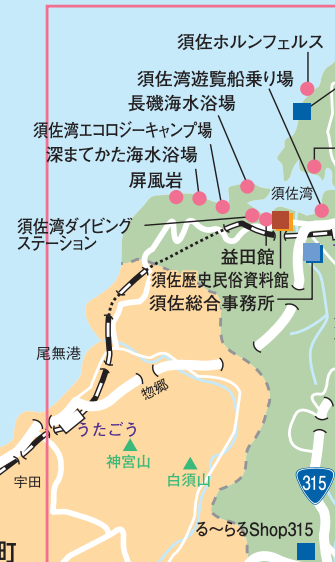 須佐ホルンフェルス
須佐湾遊覧船乗り場
長磯海水浴場
須佐湾エコロジーキャンプ場
深まてかた海水浴場
屏風岩
須佐湾
須佐湾ダイビング
ステーション
益田館
須佐歴史民俗資料館
須佐総合事務所
尾無港
惣郷
うたごう
神宮山
白須山
宇田
315
る〜らるShop315
町